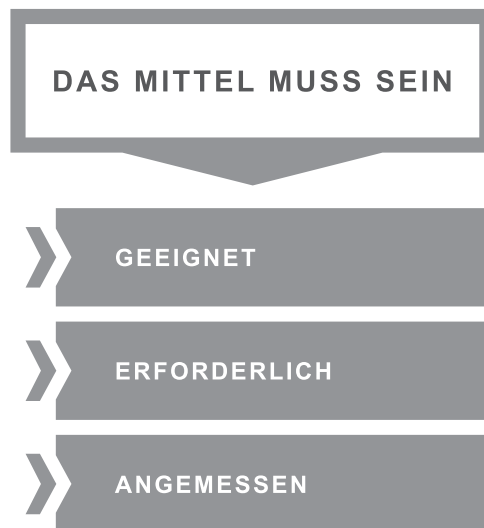 DAS MITTEL MUSS SEIN
GEEIGNET
ERFORDERLICH
ANGEMESSEN